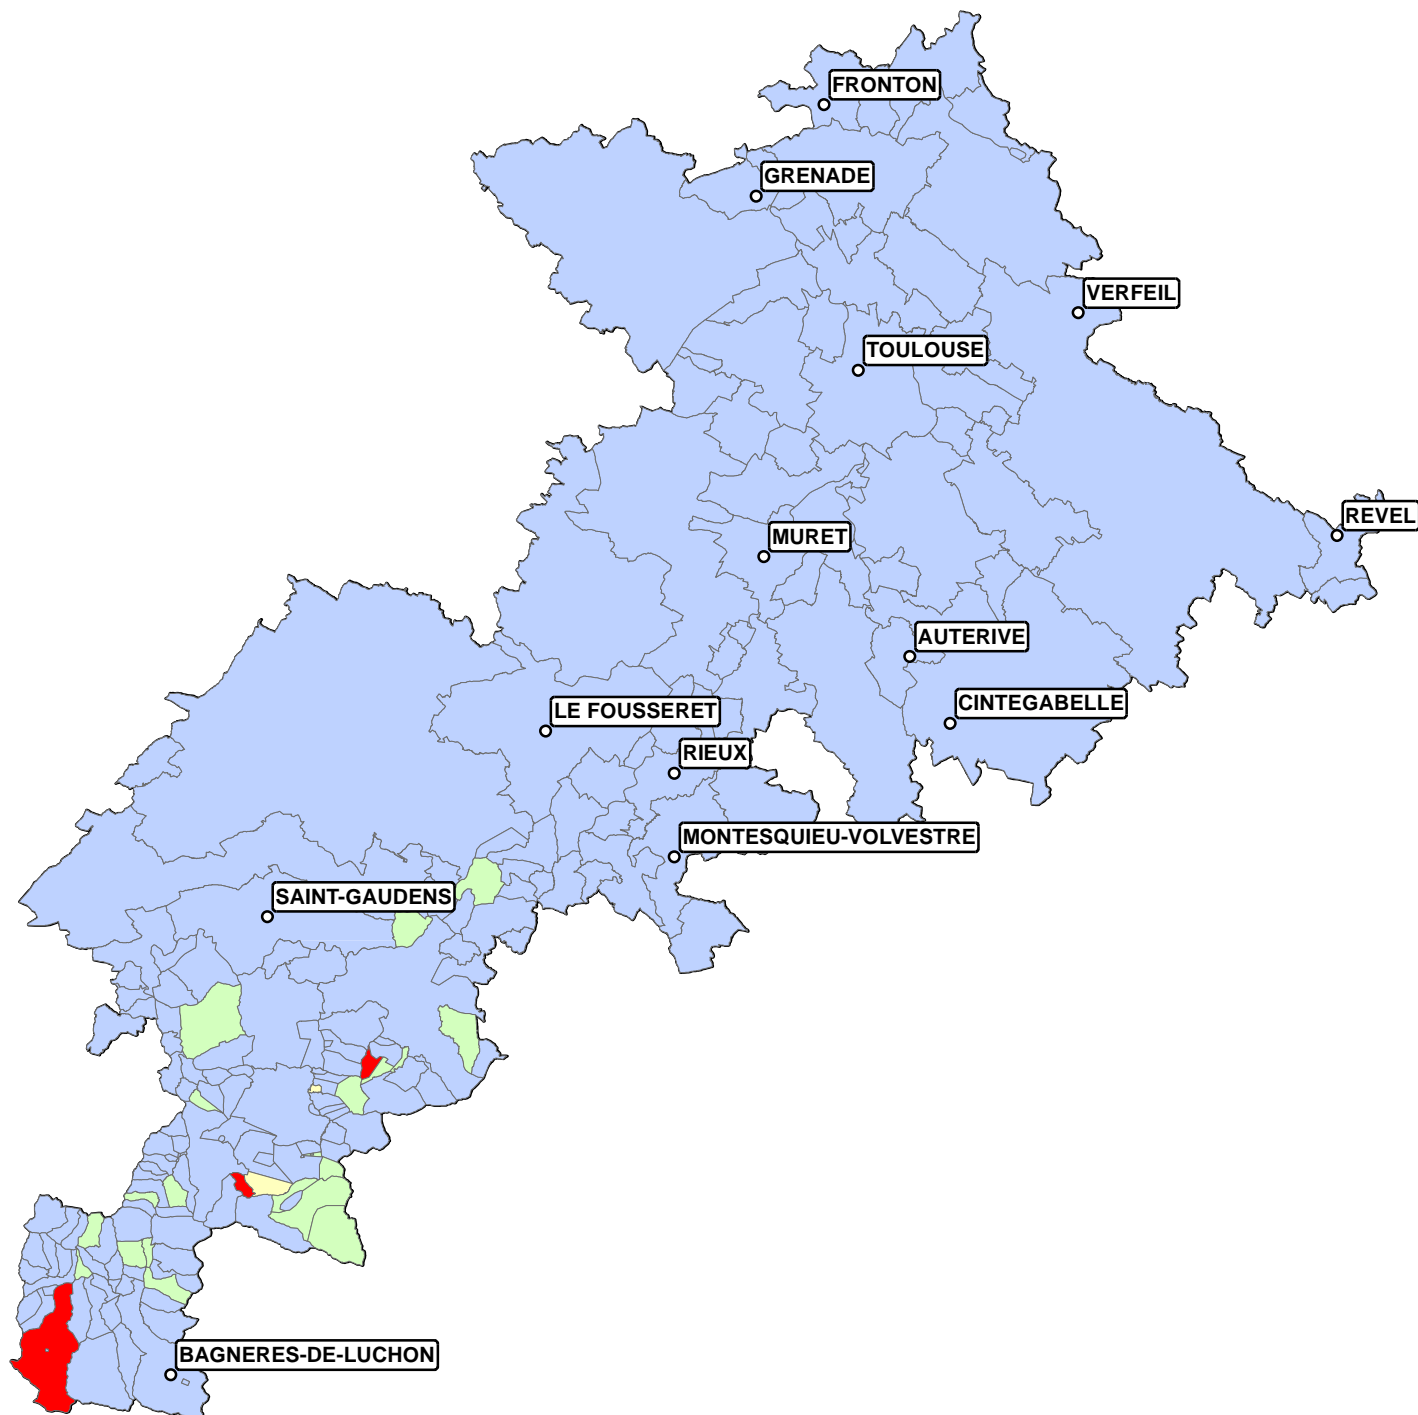 FRONTON
GRENADE
VERFEIL
TOULOUSE
REVEL
MURET
AUTERIVE
CINTEGABELLE
LE FOUSSERET
RIEUX
MONTESQUIEU-VOLVESTRE
SAINT-GAUDENS
BAGNERES-DE-LUCHON